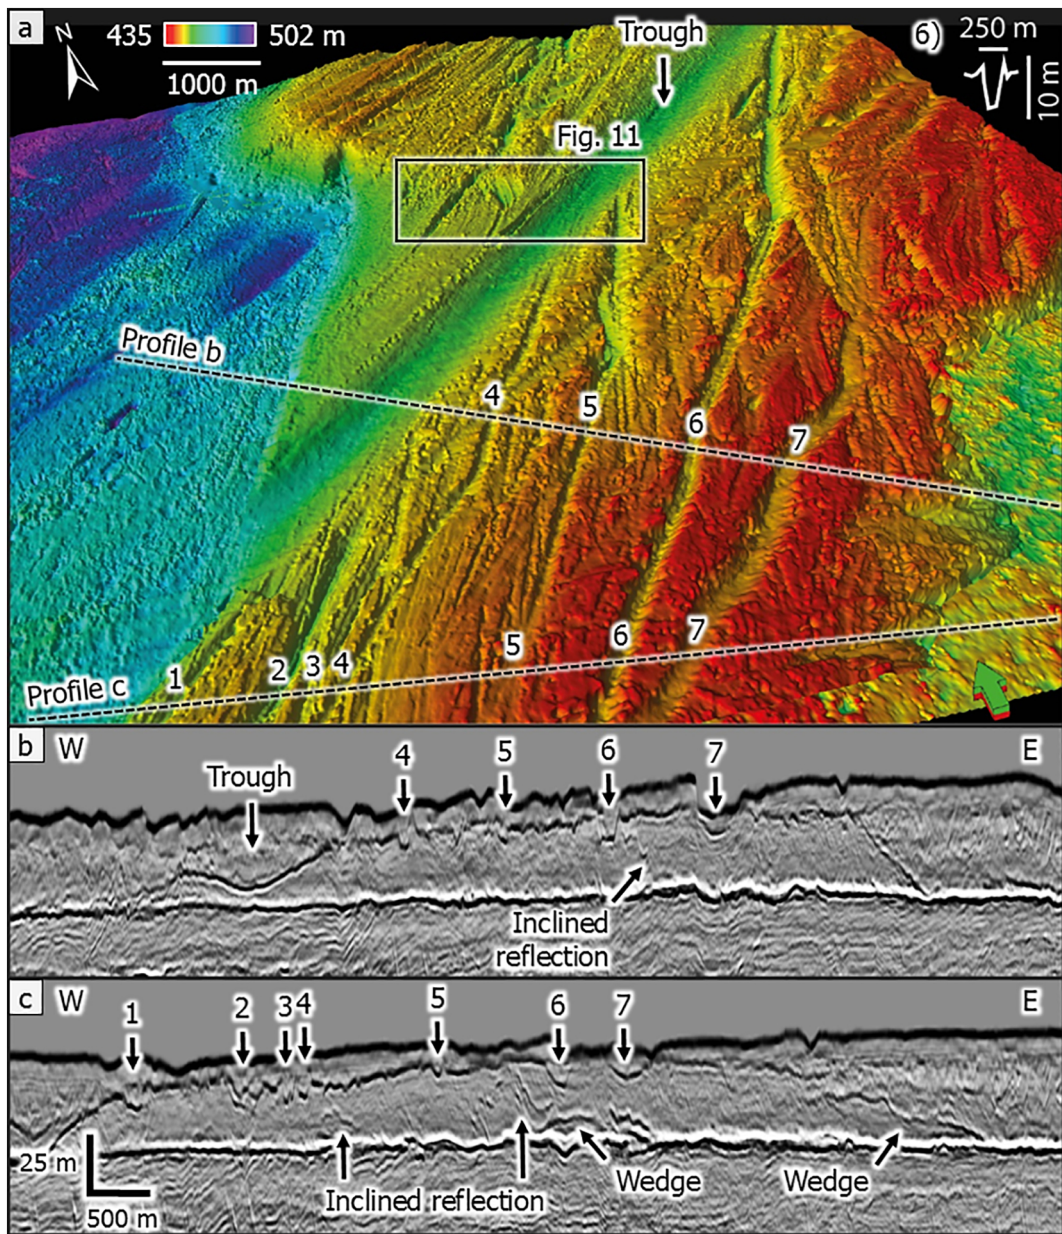 a
N
435
502 m
1000 m
Trough
6)
250 m
10 m
Fig. 11
Profile b
4
5
6
7
Profile c
1
2
3
4
5
6
7
b
W
Trough
4
5
6
7
E
Inclined
reflection
c
W
1
2
3
4
5
6
7
E
25 m
500 m
Inclined reflection
Wedge
Wedge